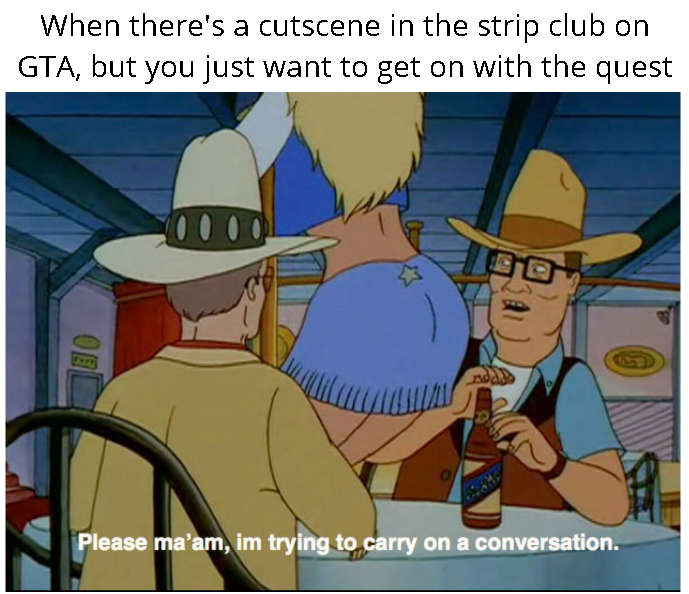 When there's a cutscene in the strip club on
GTA, but you just want to get on with the quest
Please ma'am, im trying to carry on a conversation.